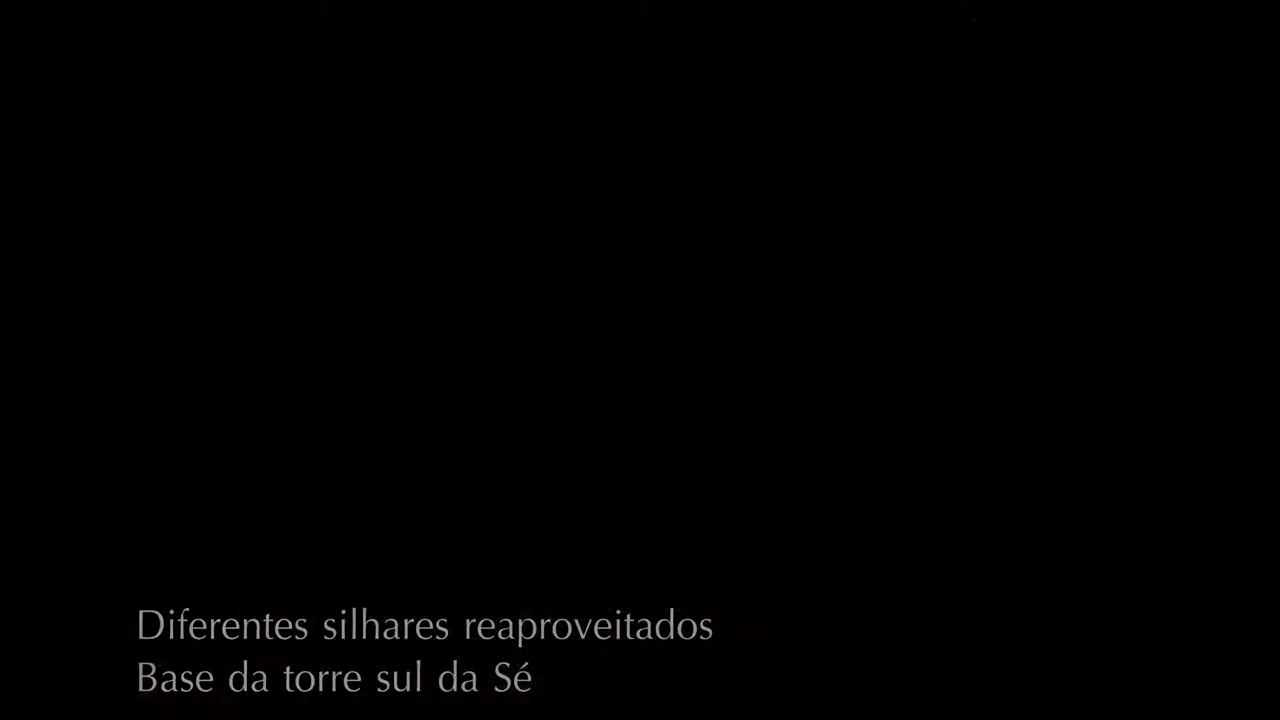 Diferentes silhares reaproveitados
Base da torre sul da Sé